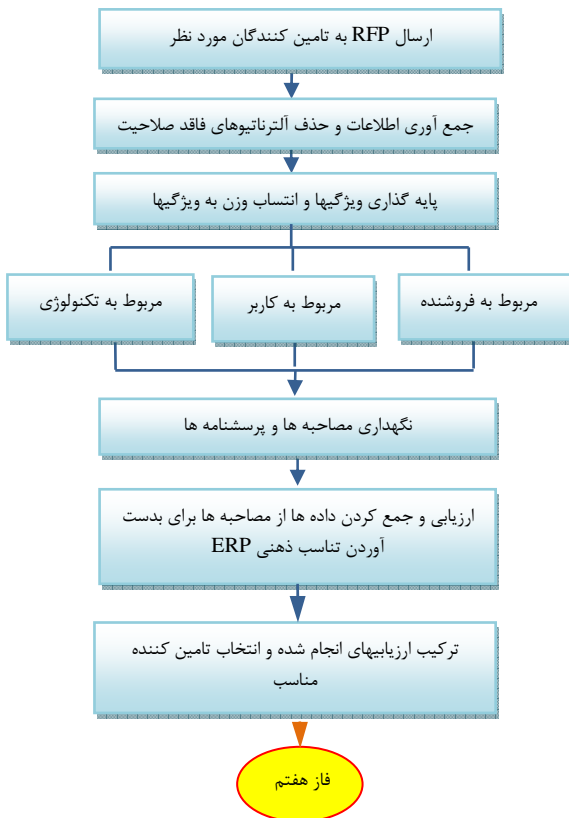 ارسال RFP به تامین کنندگان مورد نظر
جمع آوری اطلاعات و حذف آلترناتیوهای فاقد صلاحیت
پایه گذاری ویژگیها و انتساب وزن به ویژگیها
مربوط به فروشنده
مربوط به کاربر
مربوط به تکنولوژی
نگهداری مصاحبه ها و پرسشنامه ها
ارزیابی و جمع کردن داده ها از مصاحبه ها برای بدست
آوردن تناسب ذهنی ERP
ترکیب ارزیابیهای انجام شده و انتخاب تامین کننده
مناسب
فاز هفتم